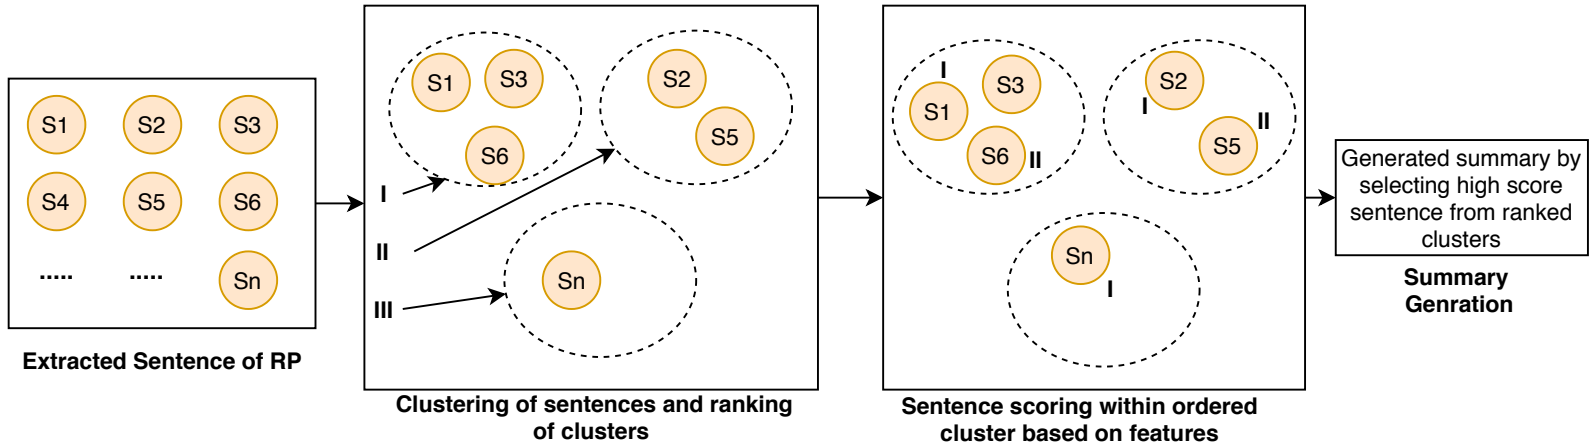 S1 S2 S3
S4 S5 S6
..... ..... Sn
Extracted Sentence of RP
S1 S3
S6
S2
S5
I
II
III
Sn
Clustering of sentences and ranking
of clusters
I
S1 S3
S6 II
S2
I
S5 II
Sn
I
Sentence scoring within ordered
cluster based on features
Generated summary by
selecting high score
sentence from ranked
clusters
Summary
Genration